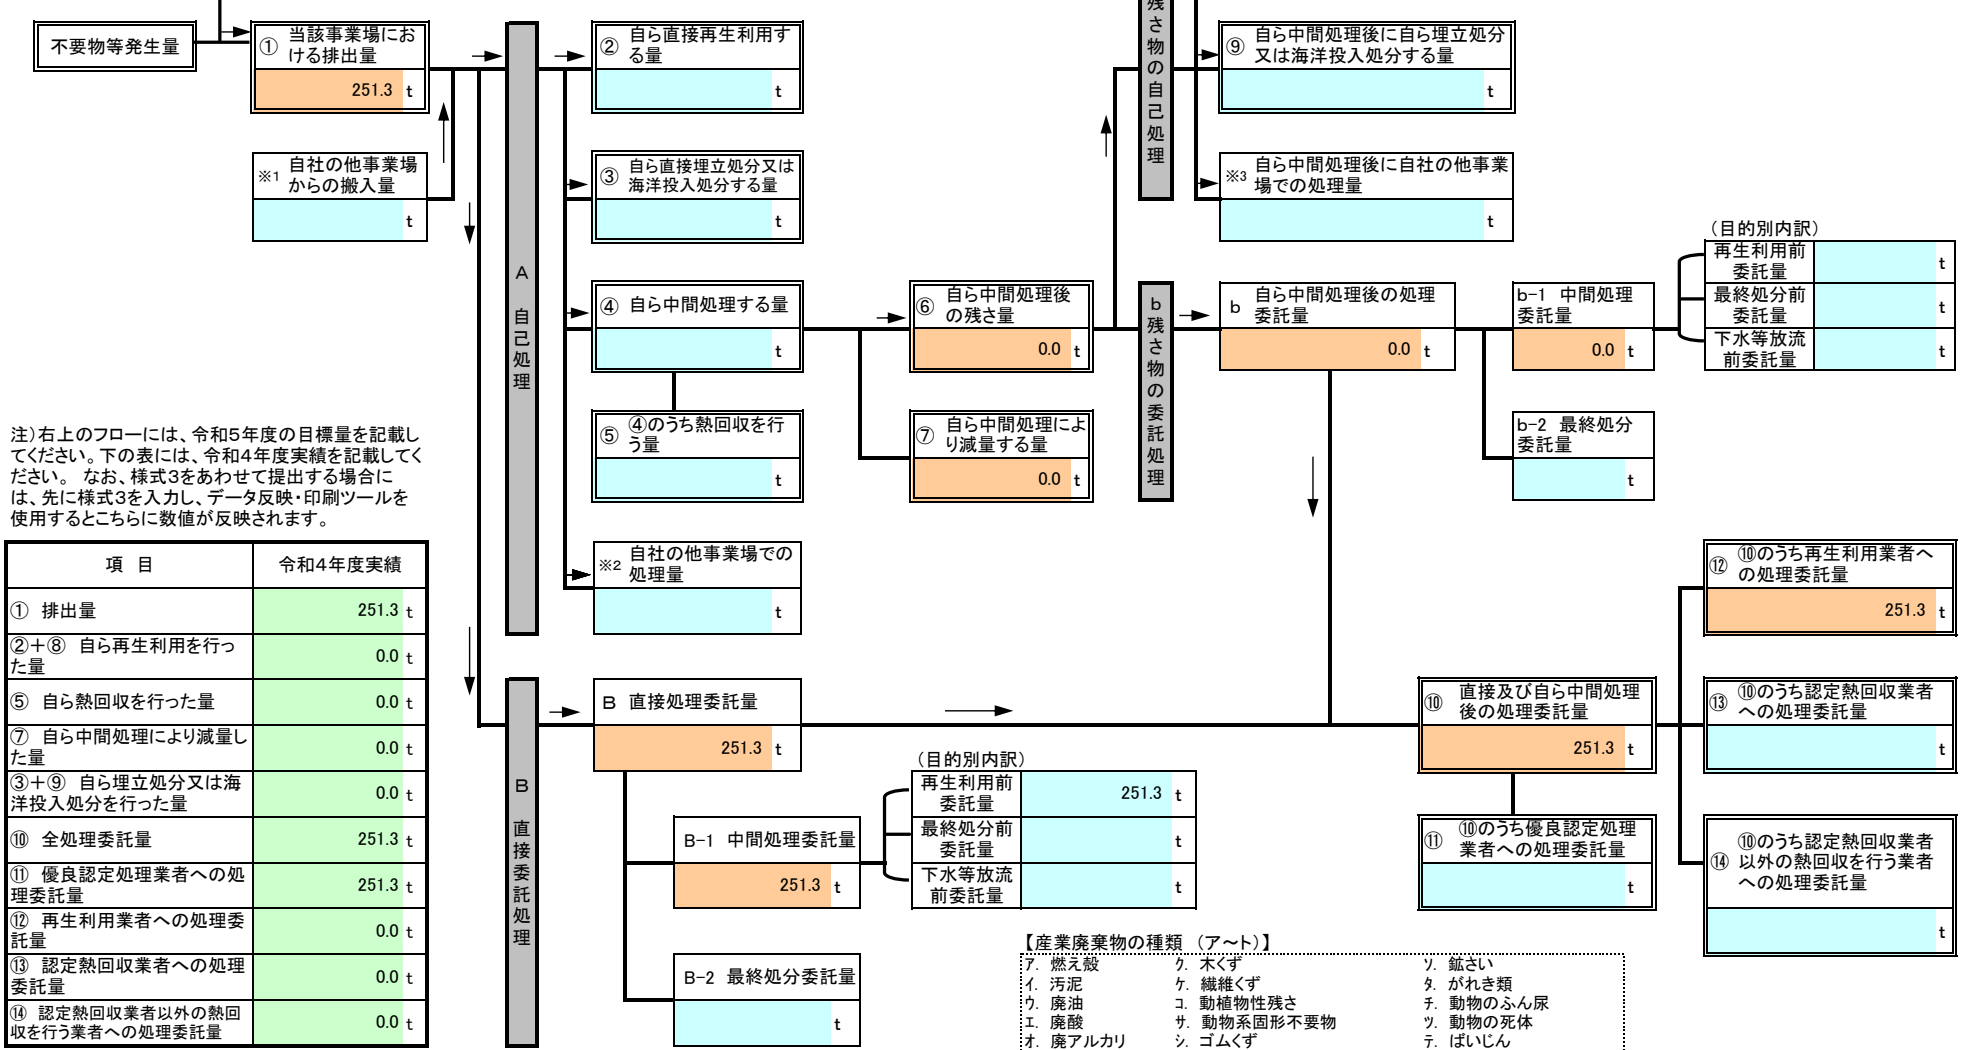 不要物等発生量
① 当該事業場にお
ける排出量
251.3 t
※1 自社の他事業場
からの搬入量
t
A 自己処理
② 自ら直接再生利用す
る量
t
③ 自ら直接埋立処分又は
海洋投入処分する量
t
④ 自ら中間処理する量
t
⑤ ④のうち熱回収を行
う量
t
※2 自社の他事業場での
処理量
t
⑥ 自ら中間処理後
の残さ量
0.0 t
⑦ 自ら中間処理によ
り減量する量
0.0 t
残さ物の自己処理
⑨ 自ら中間処理後に自ら埋立処分
又は海洋投入処分する量
t
※3 自ら中間処理後に自社の他事業
場での処理量
t
b 残さ物の委託処理
b 自ら中間処理後の処理
委託量
0.0 t
b-1 中間処理
委託量
0.0 t
(目的別内訳)
再生利用前
委託量 t
最終処分前
委託量 t
下水等放流
前委託量 t
b-2 最終処分
委託量
t
注)右上のフローには、令和5年度の目標量を記載し
てください。下の表には、令和4年度実績を記載してく
ださい。 なお、様式3をあわせて提出する場合に
は、先に様式3を入力し、データ反映・印刷ツールを
使用するとこちらに数値が反映されます。
項 目 令和4年度実績
① 排出量 251.3 t
②+⑧ 自ら再生利用を行っ
た量 0.0 t
⑤ 自ら熱回収を行った量 0.0 t
⑦ 自ら中間処理により減量し
た量 0.0 t
③+⑨ 自ら埋立処分又は海
洋投入処分を行った量 0.0 t
⑩ 全処理委託量 251.3 t
⑪ 優良認定処理業者への処
理委託量 251.3 t
⑫ 再生利用業者への処理委
託量 0.0 t
⑬ 認定熱回収業者への処理
委託量 0.0 t
⑭ 認定熱回収業者以外の熱回
収を行う業者への処理委託量 0.0 t
B 直接委託処理
B 直接処理委託量
251.3 t
B-1 中間処理委託量
251.3 t
B-2 最終処分委託量
t
(目的別内訳)
再生利用前
委託量 251.3 t
最終処分前
委託量 t
下水等放流
前委託量 t
⑩ 直接及び自ら中間処理
後の処理委託量
251.3 t
⑪ ⑩のうち優良認定処理
業者への処理委託量
t
⑫ ⑩のうち再生利用業者へ
の処理委託量
251.3 t
⑬ ⑩のうち認定熱回収業者
への処理委託量
t
⑭ ⑩のうち認定熱回収業者
以外の熱回収を行う業者
への処理委託量
t
【産業廃棄物の種類 (ア~ト)】
ア. 燃え殻 ク. 木くず ソ. 鉱さい
イ. 汚泥 ケ. 繊維くず タ. がれき類
ウ. 廃油 コ. 動植物性残さ チ. 動物のふん尿
エ. 廃酸 サ. 動物系固形不要物 ツ. 動物の死体
オ. 廃アルカリ シ. ゴムくず テ. ばいじん